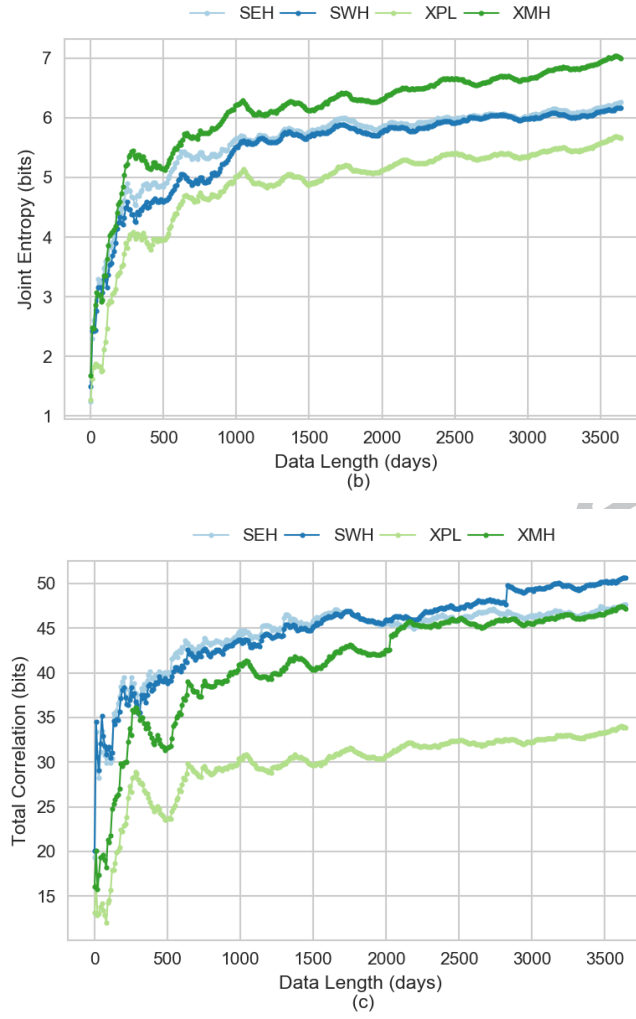 SEH SWH XPL XMH
7
6
5
4
3
2
1
Joint Entropy (bits)
0 500 1000 1500 2000 2500 3000 3500
Data Length (days)
(b)
SEH SWH XPL XMH
50
45
40
35
30
25
20
15
Total Correlation (bits)
0 500 1000 1500 2000 2500 3000 3500
Data Length (days)
(c)